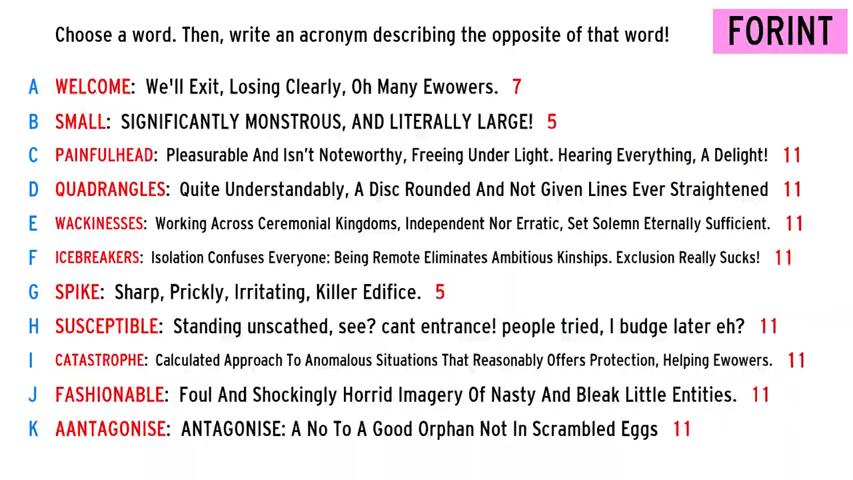 Choose a word. Then, write an acronym describing the opposite of that word!
FORINT
A WELCOME: We'll Exit, Losing Clearly, Oh Many Ewowers. 7
B SMALL: SIGNIFICANTLY MONSTROUS, AND LITERALLY LARGE! 5
C PAINFULHEAD: Pleasurable And Isn't Noteworthy, Freeing Under Light. Hearing Everything, A Delight! 11
D QUADRANGLES: Quite Understandably, A Disc Rounded And Not Given Lines Ever Straightened 11
E WACKINESSES: Working Across Ceremonial Kingdoms, Independent Nor Erratic, Set Solemn Eternally Sufficient. 11
F ICEBREAKERS: Isolation Confuses Everyone: Being Remote Eliminates Ambitious Kinships. Exclusion Really Sucks! 11
G SPIKE: Sharp, Prickly, Irritating, Killer Edifice. 5
H SUSCEPTIBLE: Standing unscathed, see? cant entrance! people tried, I budge later eh? 11
I CATASTROPHE: Calculated Approach To Anomalous Situations That Reasonably Offers Protection, Helping Ewowers. 11
J FASHIONABLE: Foul And Shockingly Horrid Imagery Of Nasty And Bleak Little Entities. 11
K AANTAGONISE: ANTAGONISE: A No To A Good Orphan Not In Scrambled Eggs 11